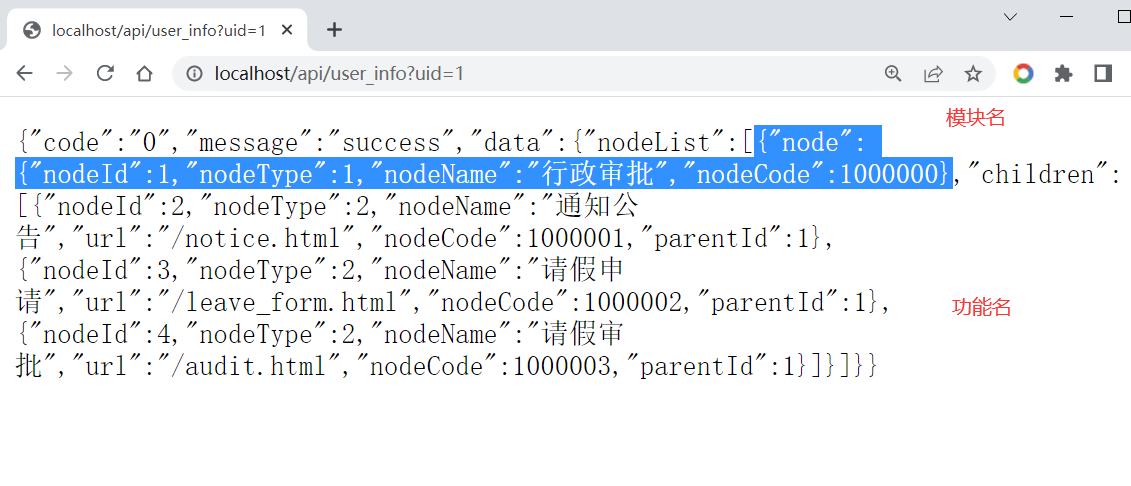 localhost/api/user_info?uid=1
localhost/api/user_info?uid=1
模块名
{"code":"0","message":"success","data":{"nodeList":[{"node":
{"nodeId":1,"nodeType":1,"nodeName":"行政审批","nodeCode":1000000},"children":
[{"nodeId":2,"nodeType":2,"nodeName":"通知公
告","url":"/notice.html","nodeCode":1000001,"parentId":1},
{"nodeId":3,"nodeType":2,"nodeName":"请假申
请","url":"/leave_form.html","nodeCode":1000002,"parentId":1},
功能名
{"nodeId":4,"nodeType":2,"nodeName":"请假审
批","url":"/audit.html","nodeCode":1000003,"parentId":1}]}]}}